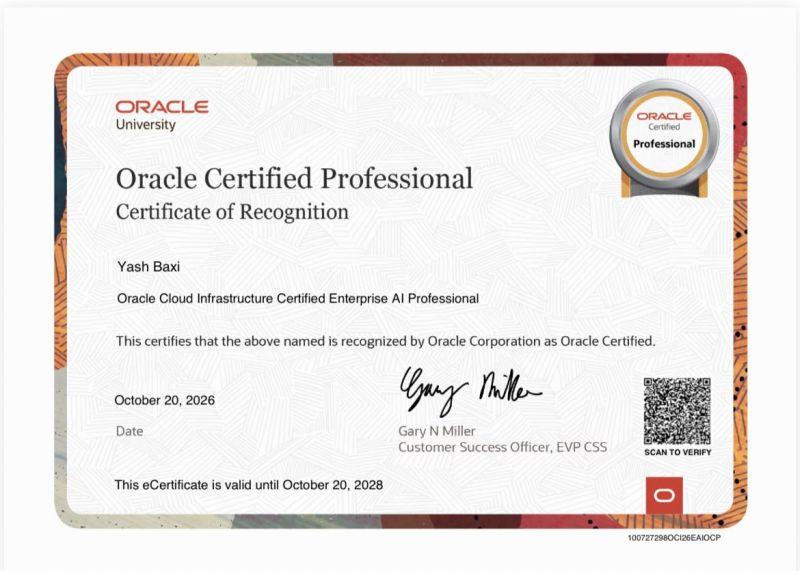 ORACLE
University
ORACLE
Certified
Professional
Oracle Certified Professional
Certificate of Recognition
Yash Baxi
Oracle Cloud Infrastructure Certified Enterprise AI Professional
This certifies that the above named is recognized by Oracle Corporation as Oracle Certified.
Gary Miller
October 20, 2026
Date
Gary N Miller
Customer Success Officer, EVP CSS
SCAN TO VERIFY
This eCertificate is valid until October 20, 2028
100727298OCI26EAIOCP